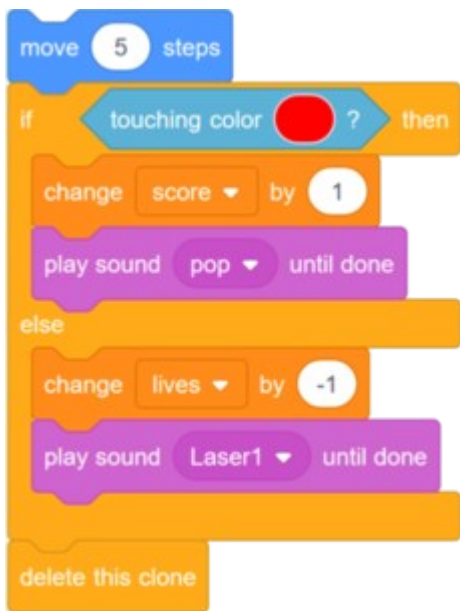 move 5 steps
if touching color ? then
change score by 1
play sound pop until done
else
change lives by -1
play sound Laser1 until done
delete this clone